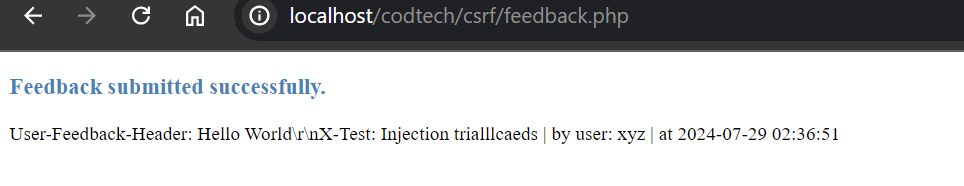 localhost/codtech/csrf/feedback.php
Feedback submitted successfully.
User-Feedback-Header: Hello World\r\nX-Test: Injection trialllcaeds | by user: xyz | at 2024-07-29 02:36:51